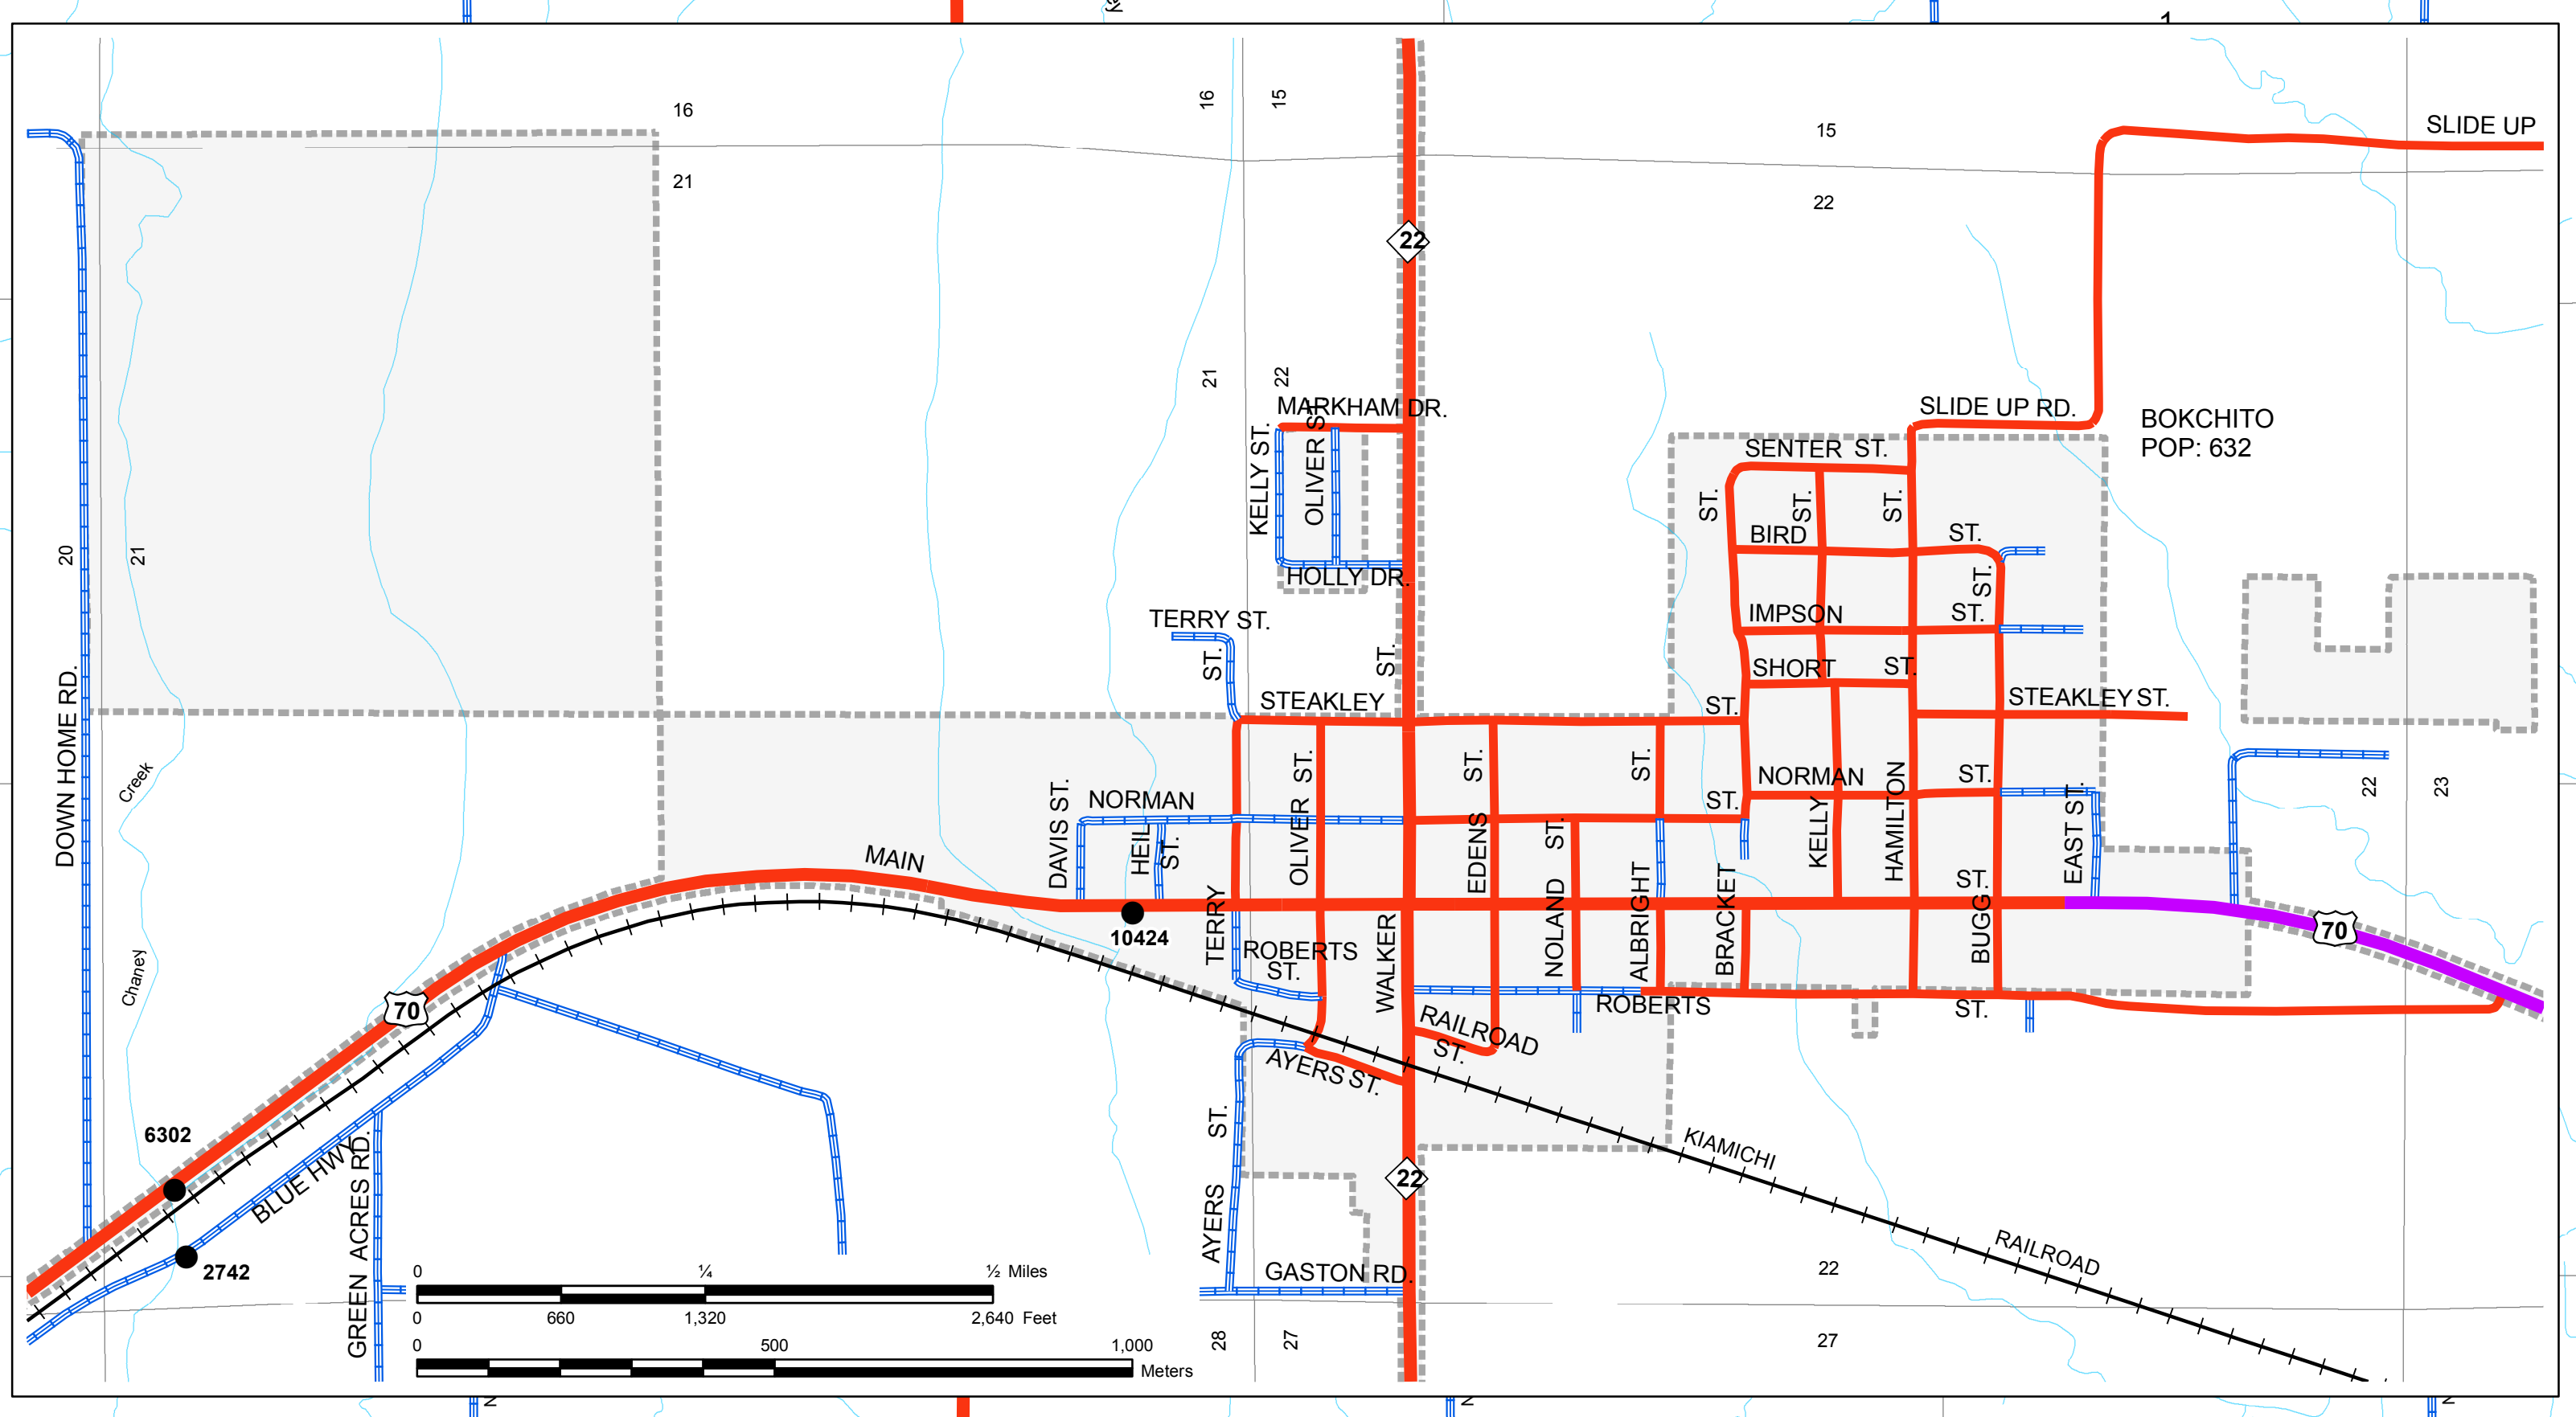 y
1
16
16
15
15
SLIDE UP
21
22
22
21
22
MARKHAM DR.
SLIDE UP RD.
BOKCHITO
POP: 632
KELLY ST.
OLIVER ST.
SENTER ST.
ST.
ST.
ST.
BIRD
ST.
20
21
HOLLY DR.
ST.
TERRY ST.
IMPSON
ST.
ST.
ST.
SHORT
ST.
STEAKLEY
ST.
STEAKLEY ST.
DOWN HOME RD.
Creek
Chaney
DAVIS ST.
NORMAN
HEIL
ST.
OLIVER ST.
EDENS ST.
ST.
ST.
NORMAN
ST.
22
23
MAIN
NOLAND ST.
ALBRIGHT
BRACKET
KELLY
HAMILTON
ST.
BUGG
EAST ST.
10424
TERRY
ROBERTS
ST.
WALKER
70
70
ROBERTS
ST.
RAILROAD
ST.
AYERS ST.
6302
BLUE HWY
GREEN ACRES RD.
2742
AYERS ST.
22
KIAMICHI
RAILROAD
GASTON RD.
22
0 ¼ ½ Miles
0 660 1,320 2,640 Feet
0 500 1,000
Meters
28
27
27
N
N
N